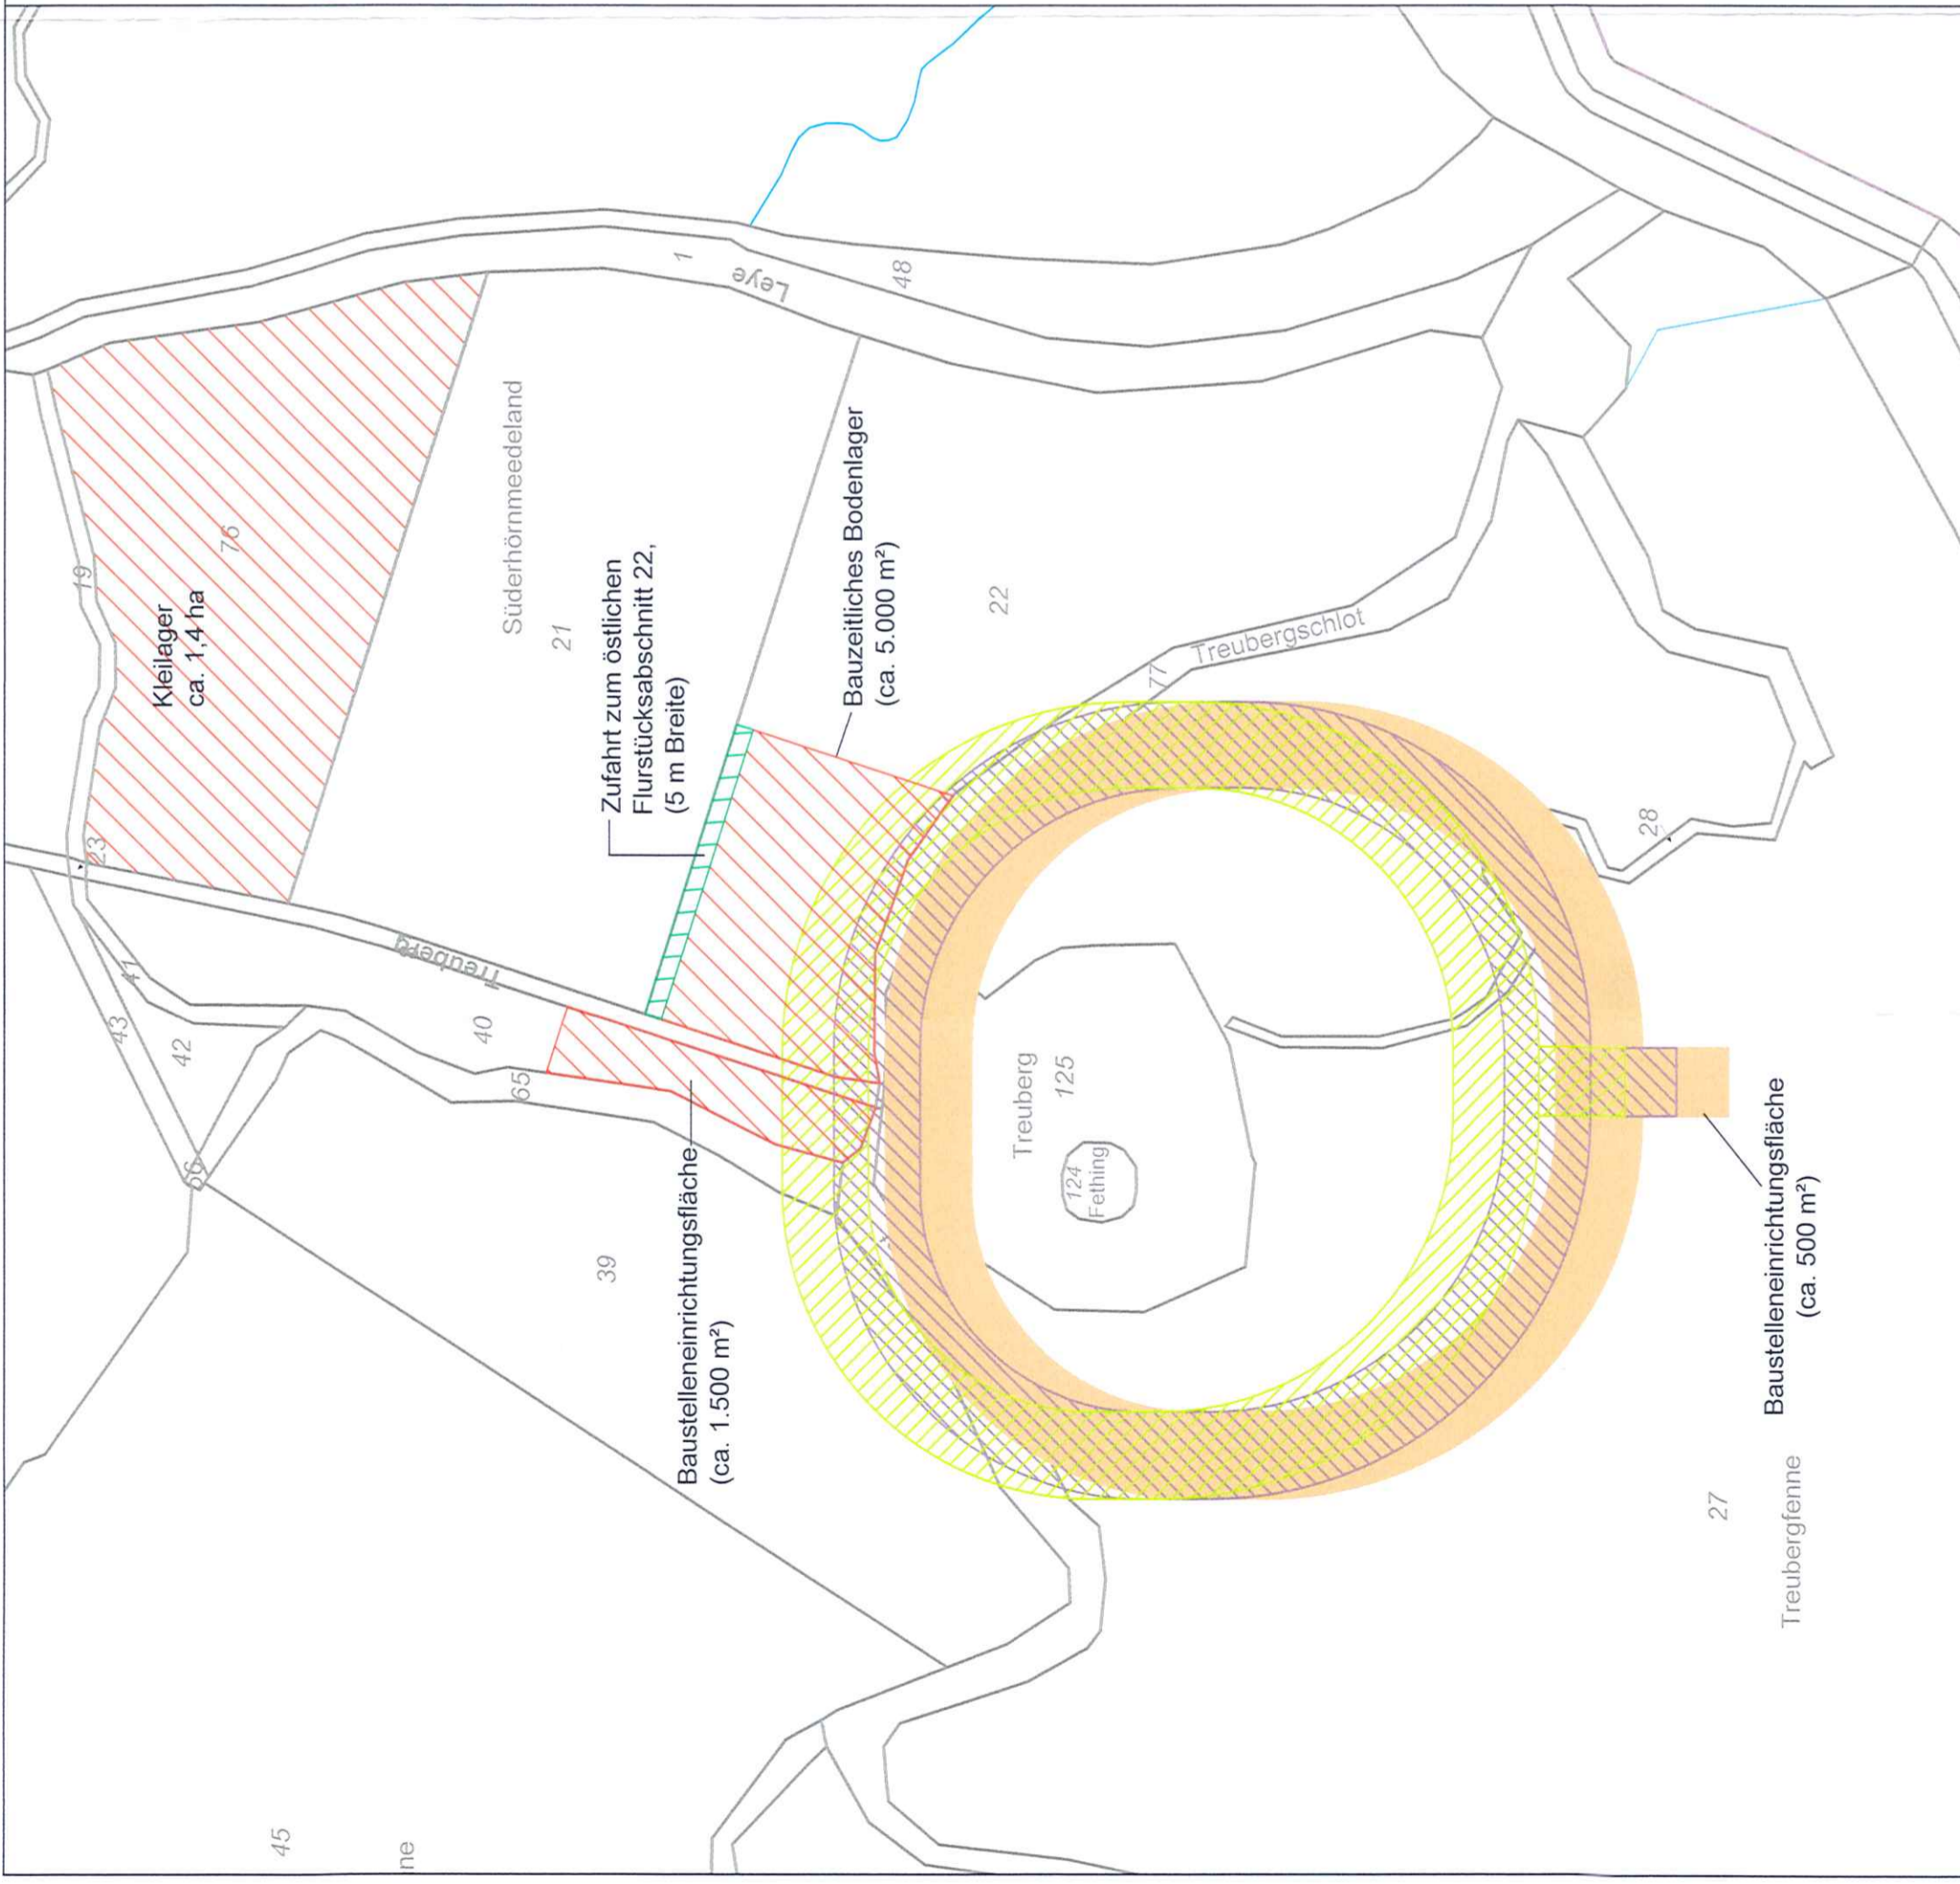 Kleilager
ca. 1,4 ha
76
19
23
Süderhörnmeedeland
21
Zufahrt zum östlichen
Flurstücksabschnitt 22,
(5 m Breite)
Bauzeitliches Bodenlager
(ca. 5.000 m²)
22
1
Leye
48
Treubergschlot
77
28
Treuberg
41
43
42
40
65
66
39
45
ne
Baustelleneinrichtungsfläche
(ca. 1.500 m²)
Treuberg
125
124
Fething
Baustelleneinrichtungsfläche
(ca. 500 m²)
27
Treubergfenne